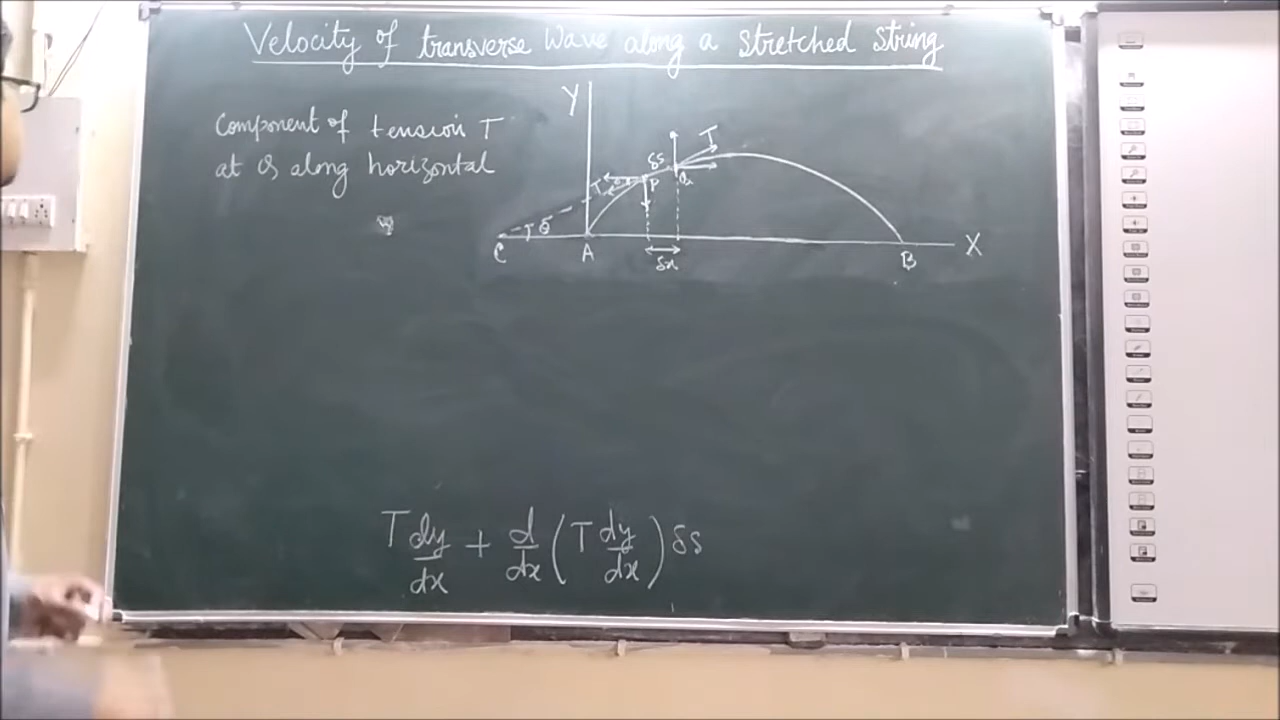 Velocity of transverse wave along a stretched string
Component of tension T
at Q along horizontal
Y
T
δs
T
P
Q
θ
C
A
B
X
δx
T dy/dx + d/dx (T dy/dx) δs